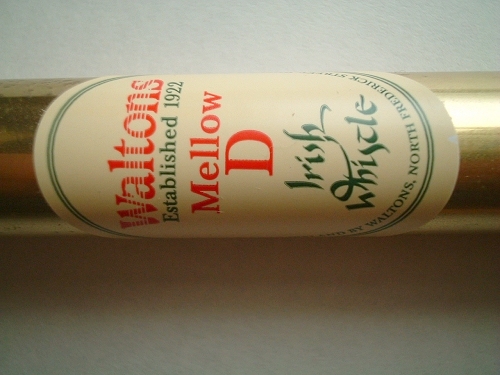 Waltons
Established 1922
Mellow
D
Irish
Whistle
BY WALTONS, NORTH FREDERICK